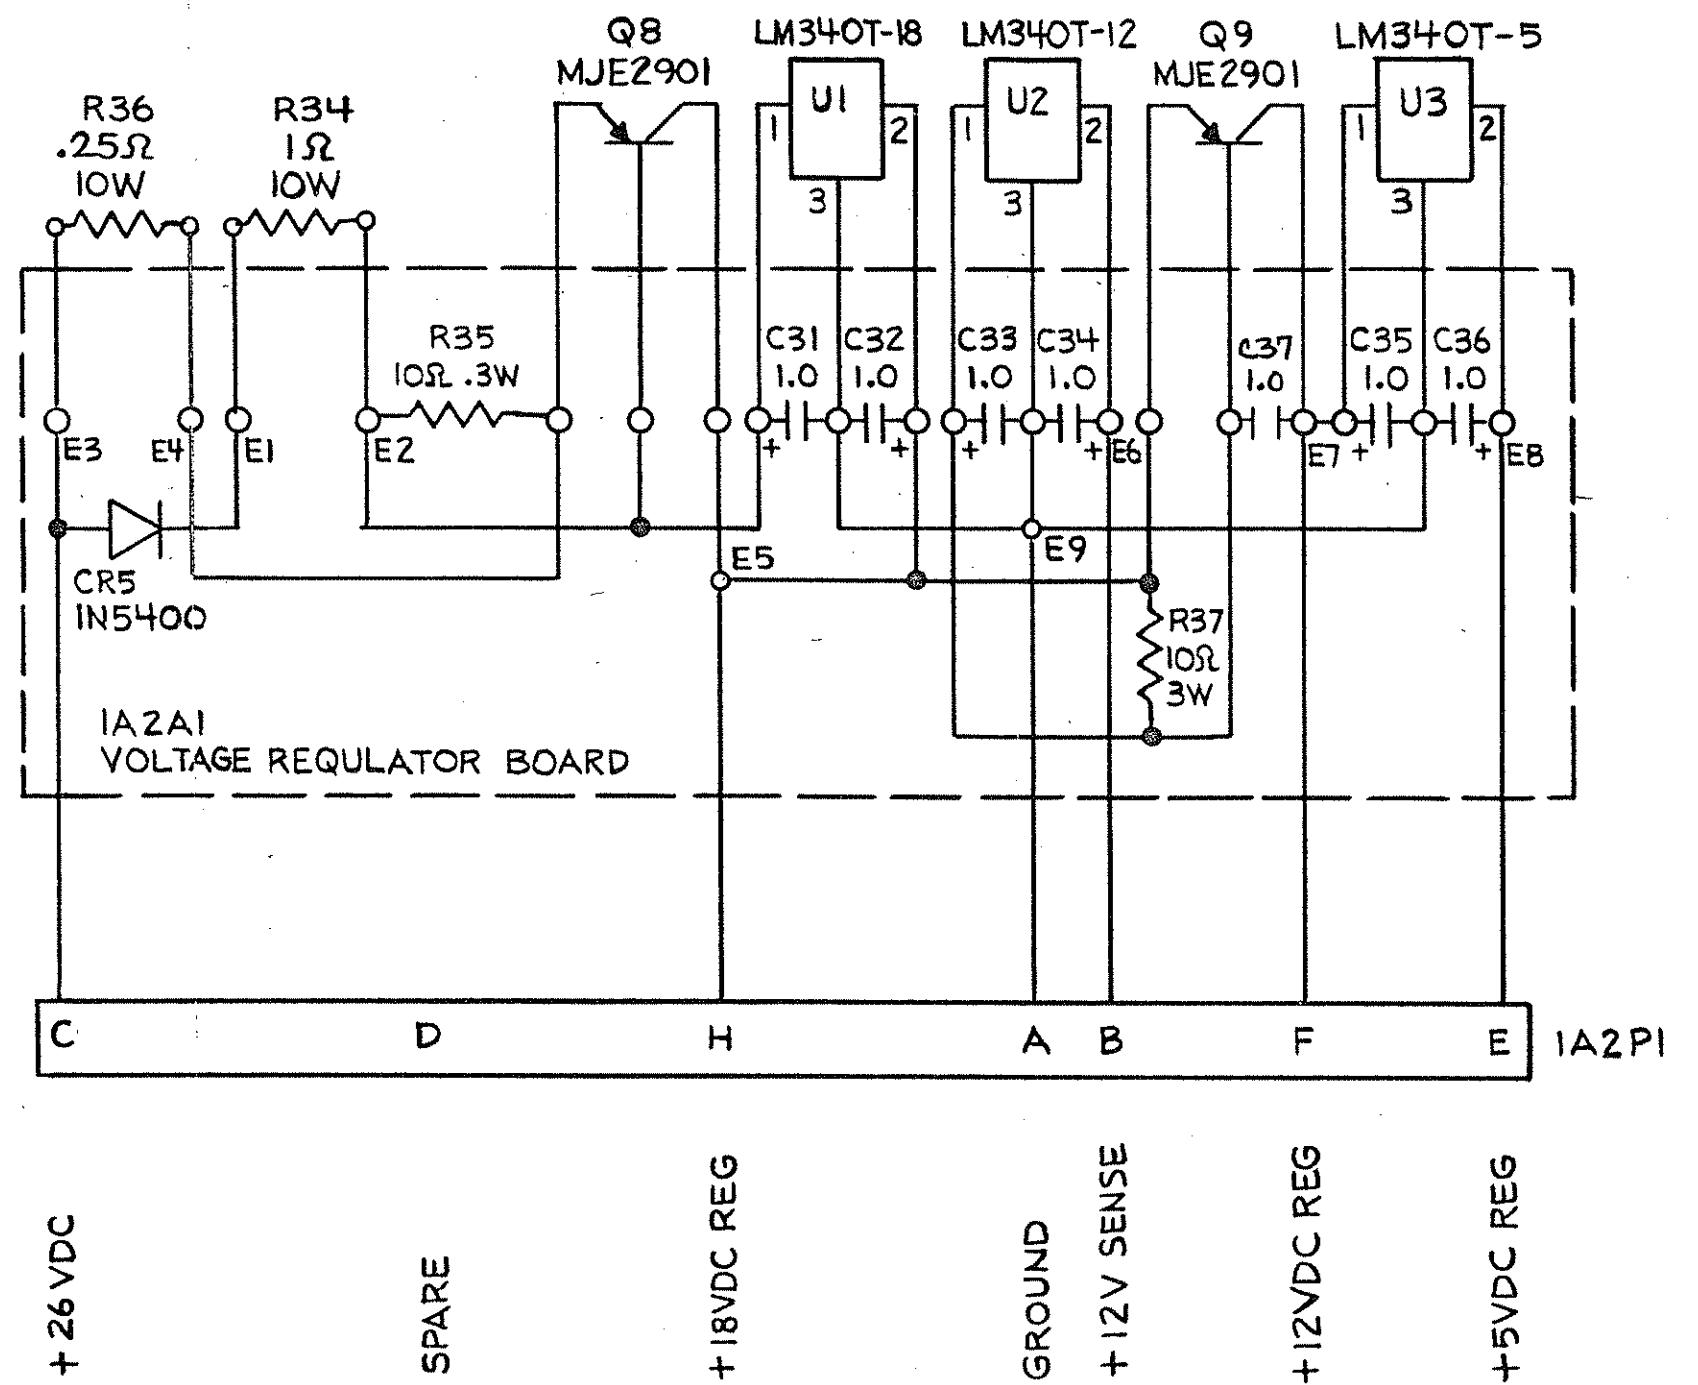 Q8
MJE2901
LM340T-18
LM340T-12
Q9
MJE2901
LM340T-5
R36
.25Ω
10W
R34
1Ω
10W
U1
1
2
3
U2
1
2
3
U3
1
2
3
R35
10Ω .3W
C31
1.0
C32
1.0
C33
1.0
C34
1.0
C37
1.0
C35
1.0
C36
1.0
E3
E4
E1
E2
+
+
+
+
E6
E7
+
+
E8
E5
E9
CR5
1N5400
R37
10Ω
3W
1A2A1
VOLTAGE REQULATOR BOARD
C
D
H
A
B
F
E
1A2P1
+26VDC
SPARE
+18VDC REG
GROUND
+12V SENSE
+12VDC REG
+5VDC REG